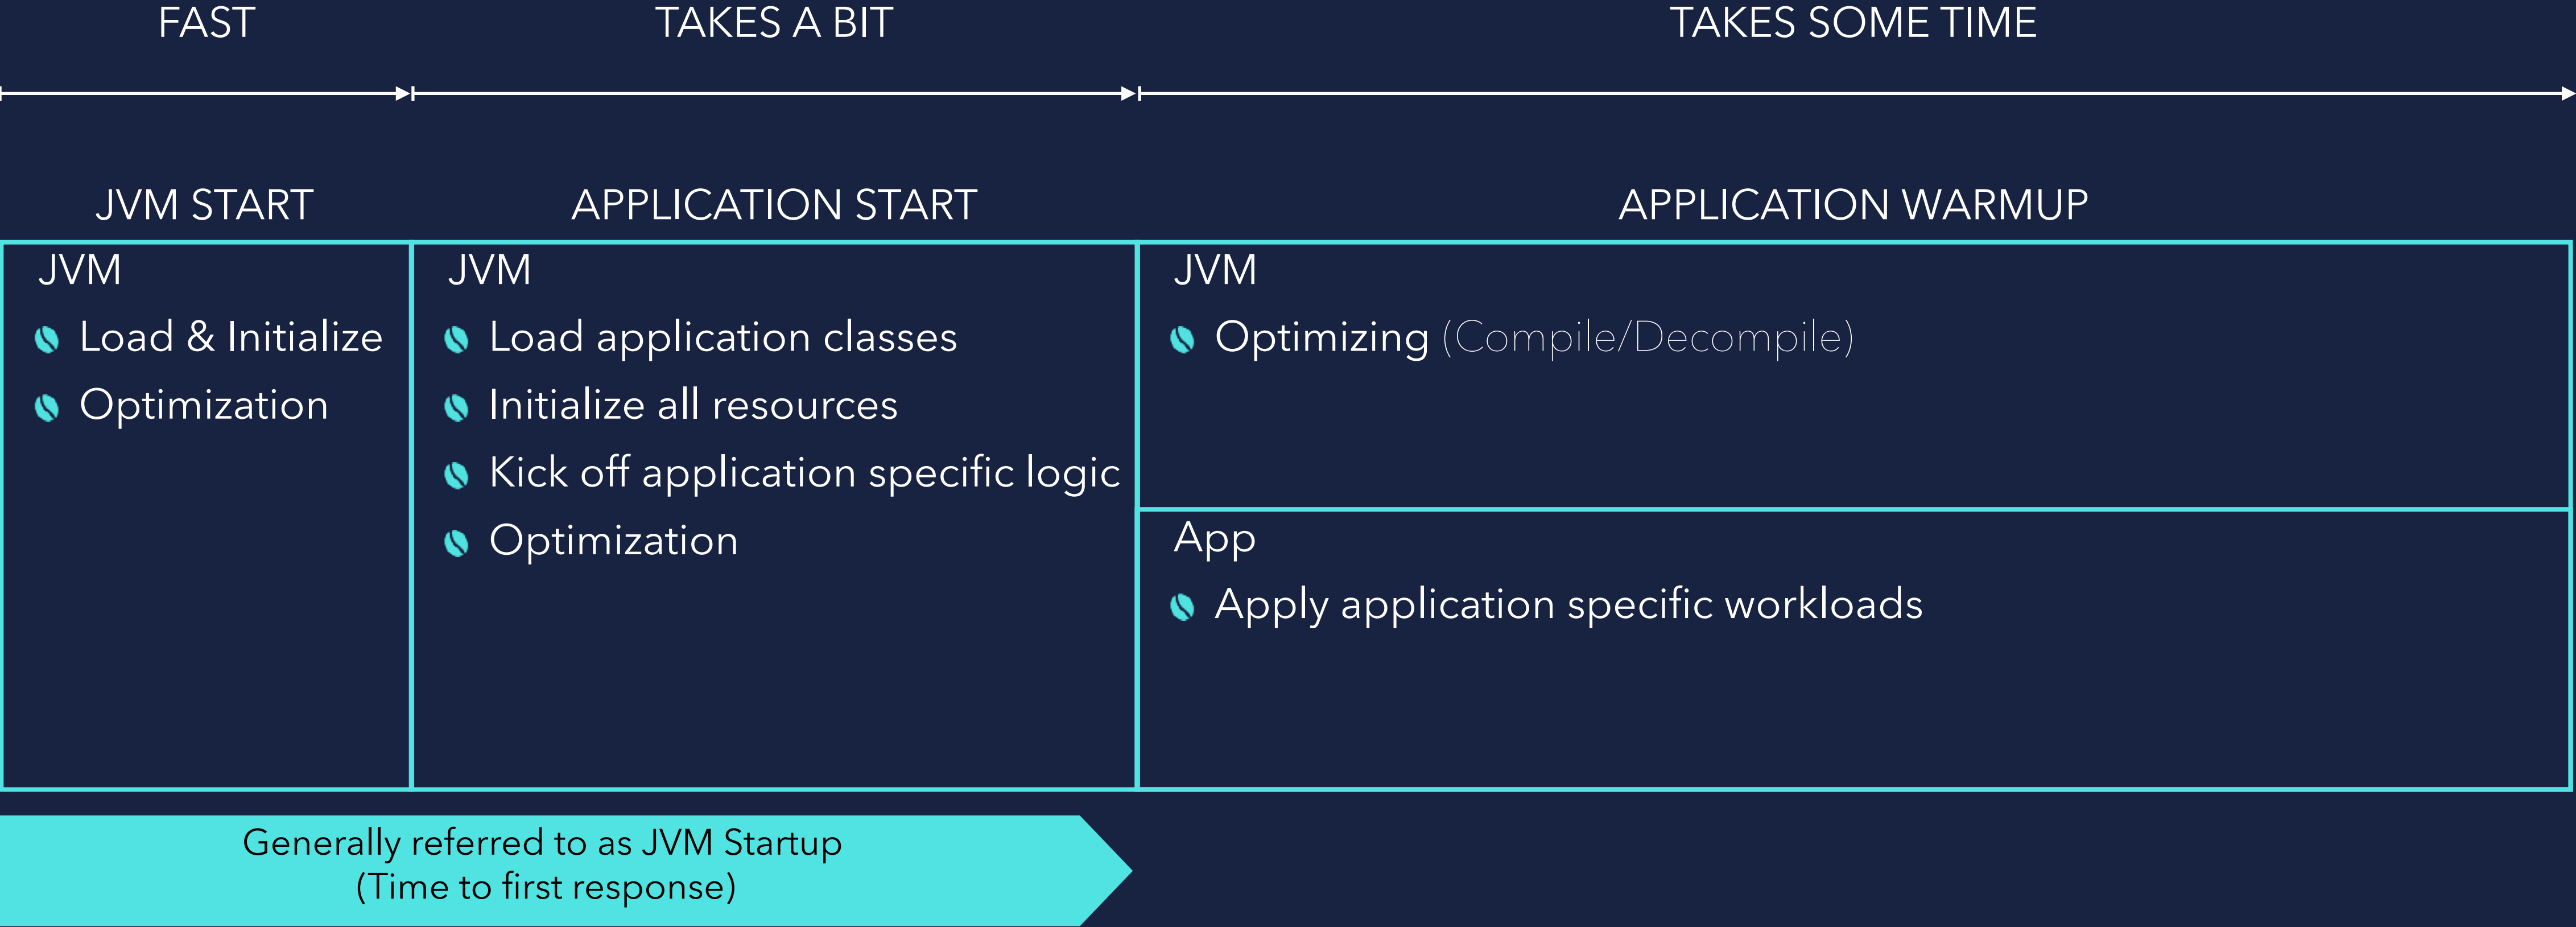 FAST
TAKES A BIT
TAKES SOME TIME
JVM START
APPLICATION START
APPLICATION WARMUP
JVM
Load & Initialize
Optimization
JVM
Load application classes
Initialize all resources
Kick off application specific logic
Optimization
JVM
Optimizing (Compile/Decompile)
App
Apply application specific workloads
Generally referred to as JVM Startup
(Time to first response)